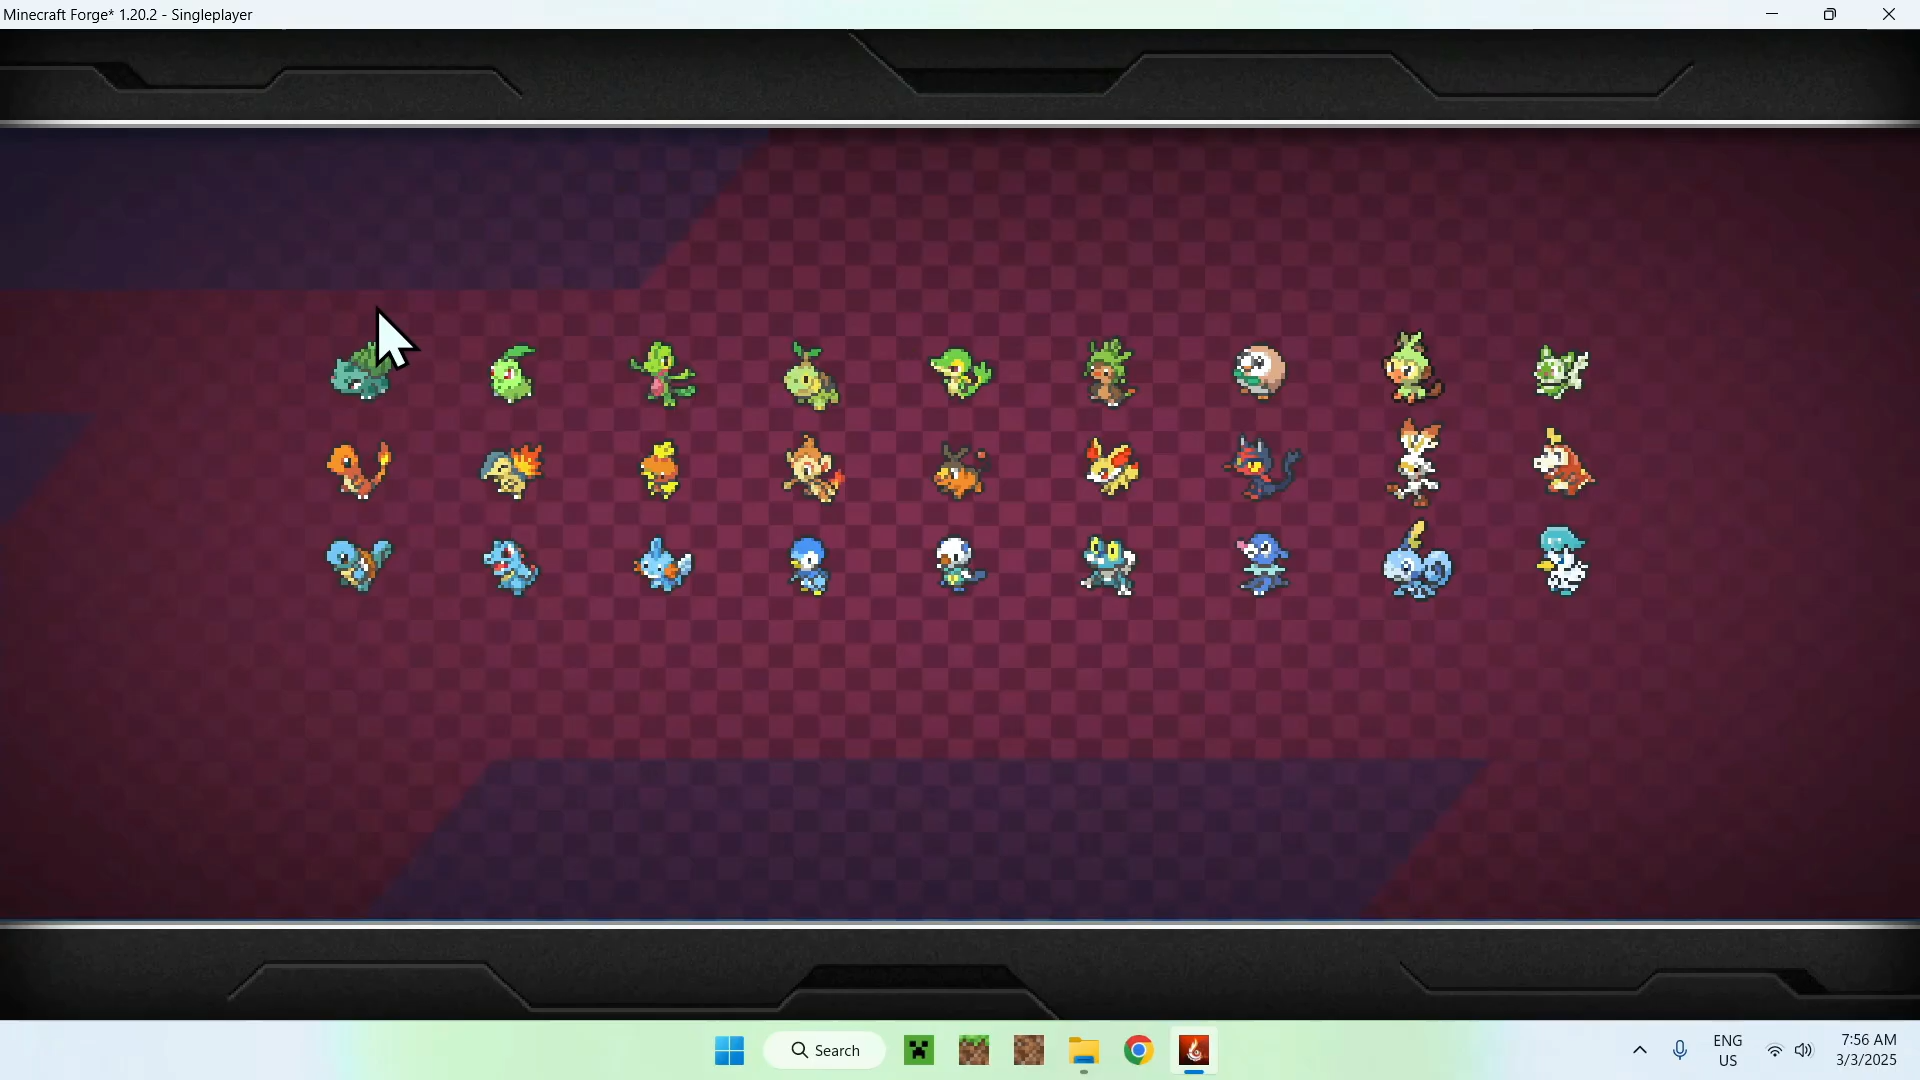 Minecraft Forge* 1.20.2 - Singleplayer
Search
ENG
US
7:56 AM
3/3/2025